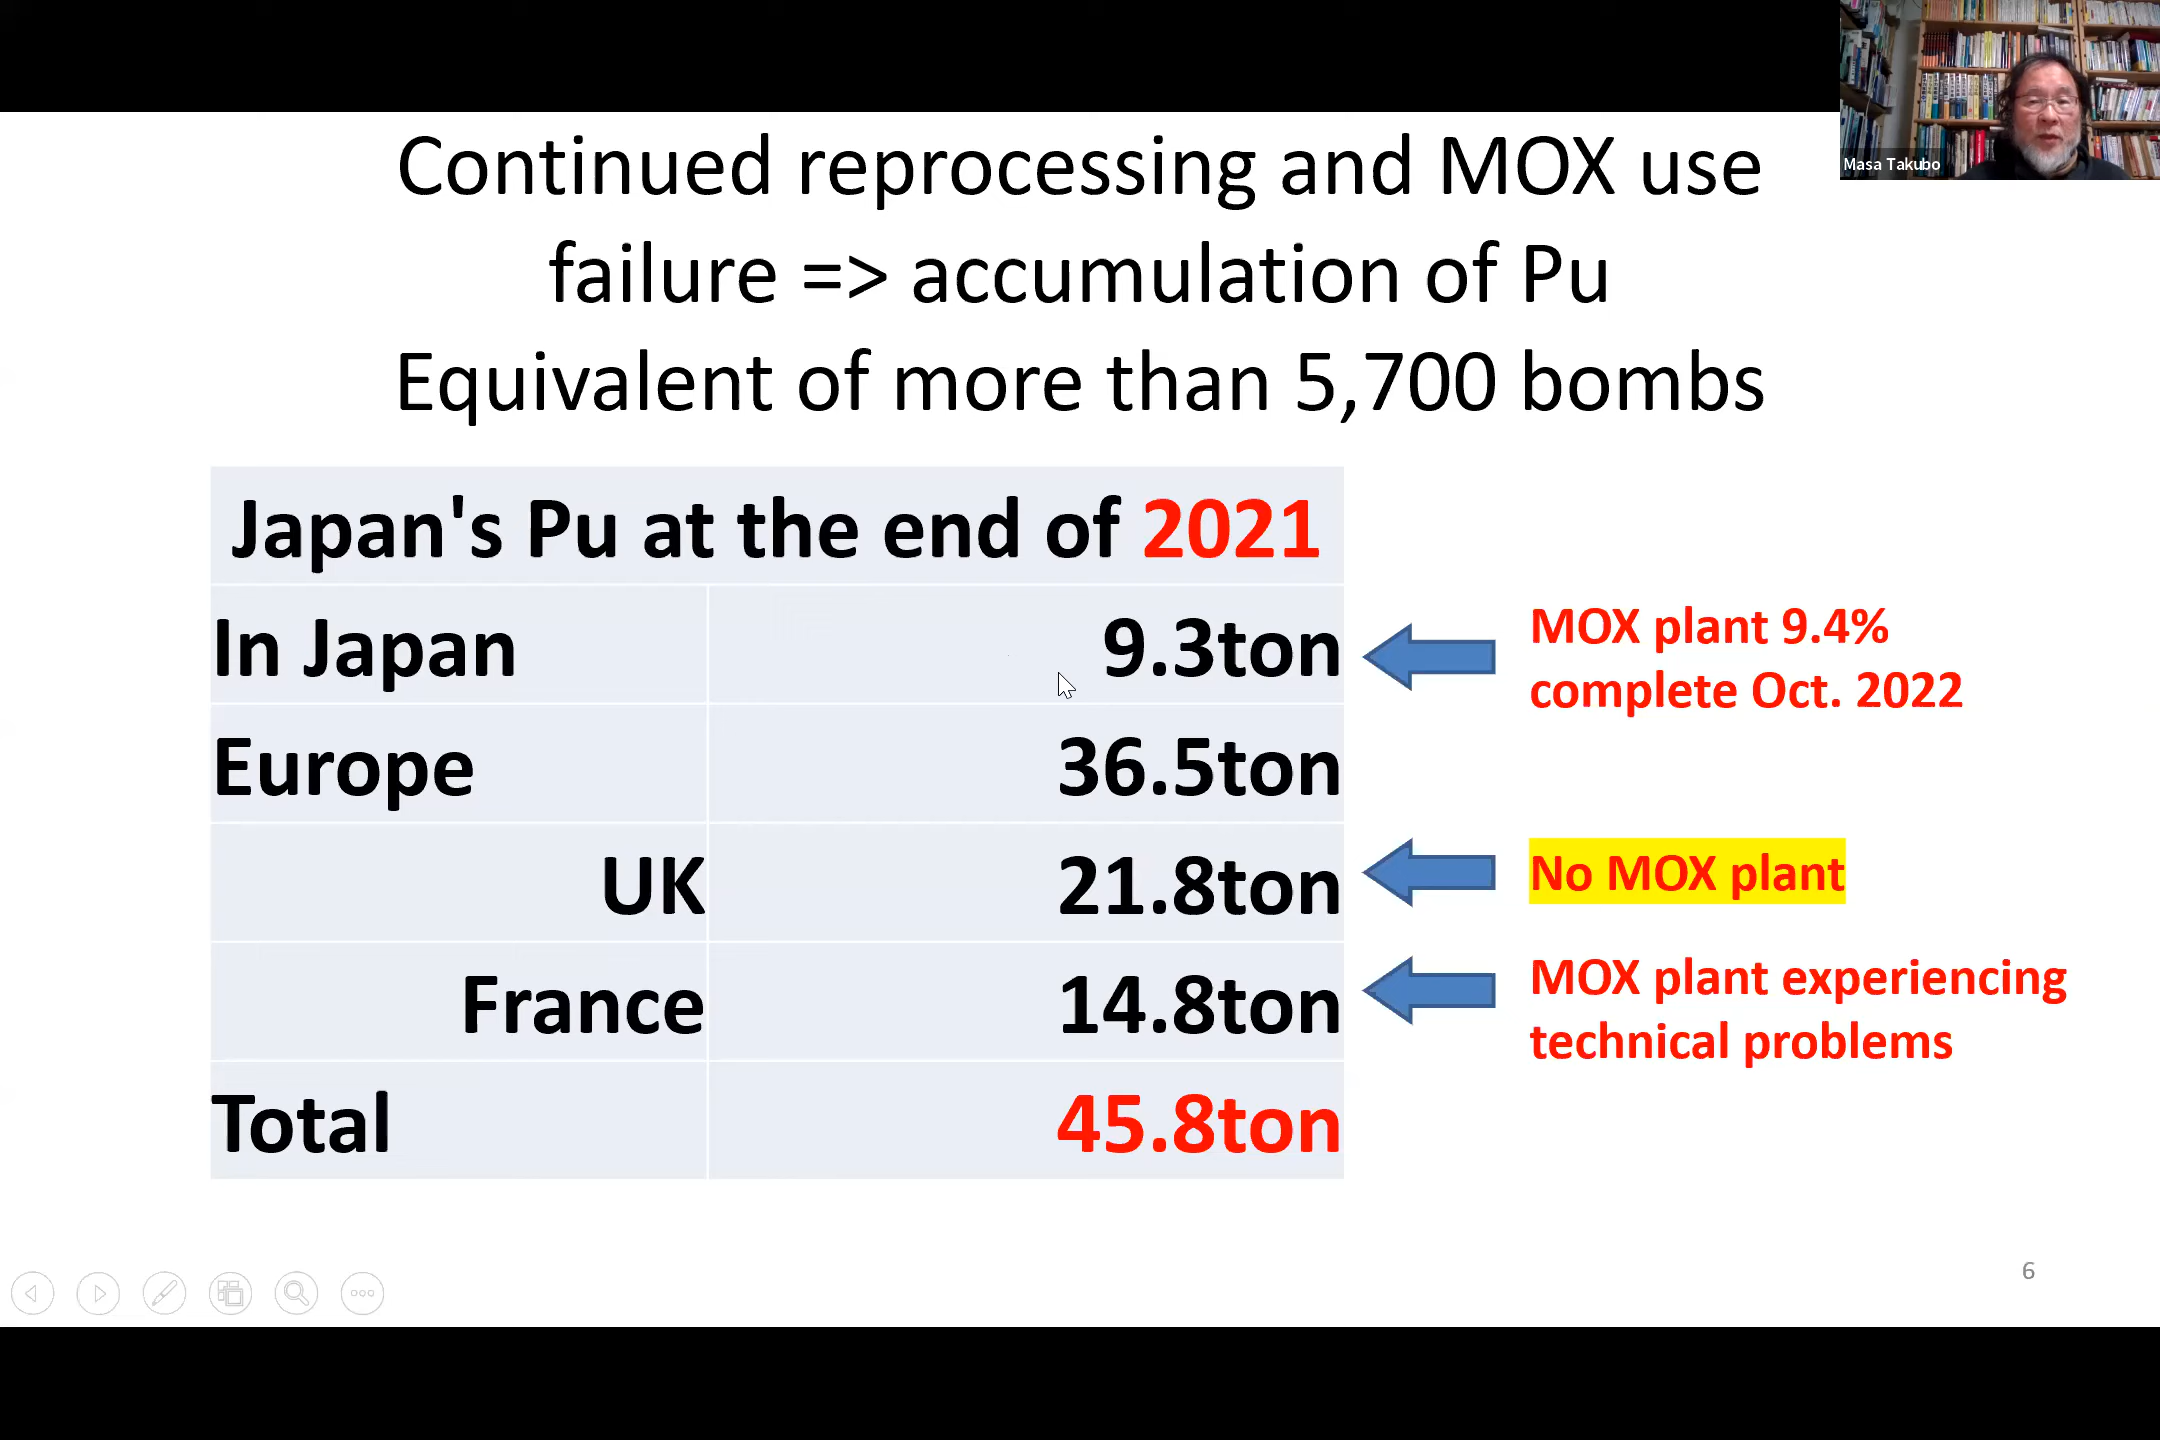 Masa Takubo
Continued reprocessing and MOX use
failure => accumulation of Pu
Equivalent of more than 5,700 bombs
Japan's Pu at the end of 2021
In Japan 9.3ton
MOX plant 9.4%
complete Oct. 2022
Europe 36.5ton
UK 21.8ton
No MOX plant
France 14.8ton
MOX plant experiencing
technical problems
Total 45.8ton
6